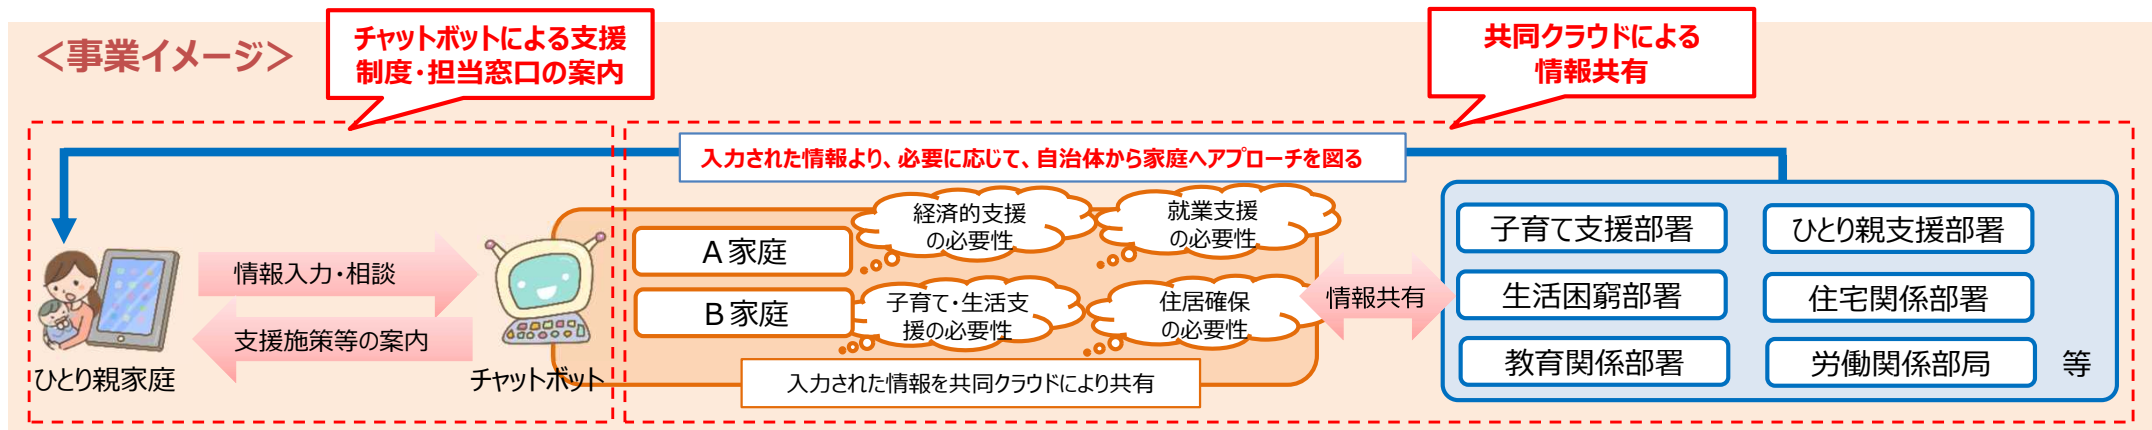 ＜事業イメージ＞
チャットボットによる支援
制度・担当窓口の案内
共同クラウドによる
情報共有
入力された情報より、必要に応じて、自治体から家庭へアプローチを図る
情報入力・相談
支援施策等の案内
ひとり親家庭
チャットボット
A 家庭
B 家庭
経済的支援
の必要性
就業支援
の必要性
子育て・生活支
援の必要性
住居確保
の必要性
入力された情報を共同クラウドにより共有
情報共有
子育て支援部署
ひとり親支援部署
生活困窮部署
住宅関係部署
教育関係部署
労働関係部局
等